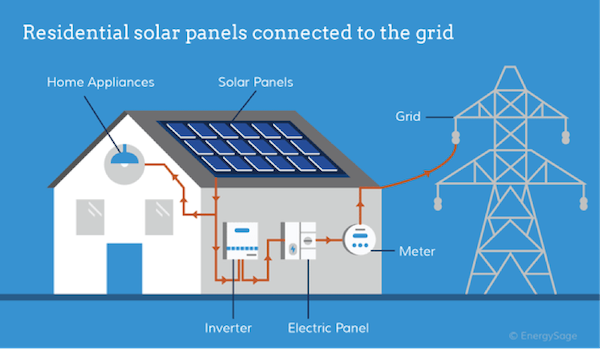 Residential solar panels connected to the grid
Home Appliances
Solar Panels
Grid
Meter
Inverter
Electric Panel
© EnergySage